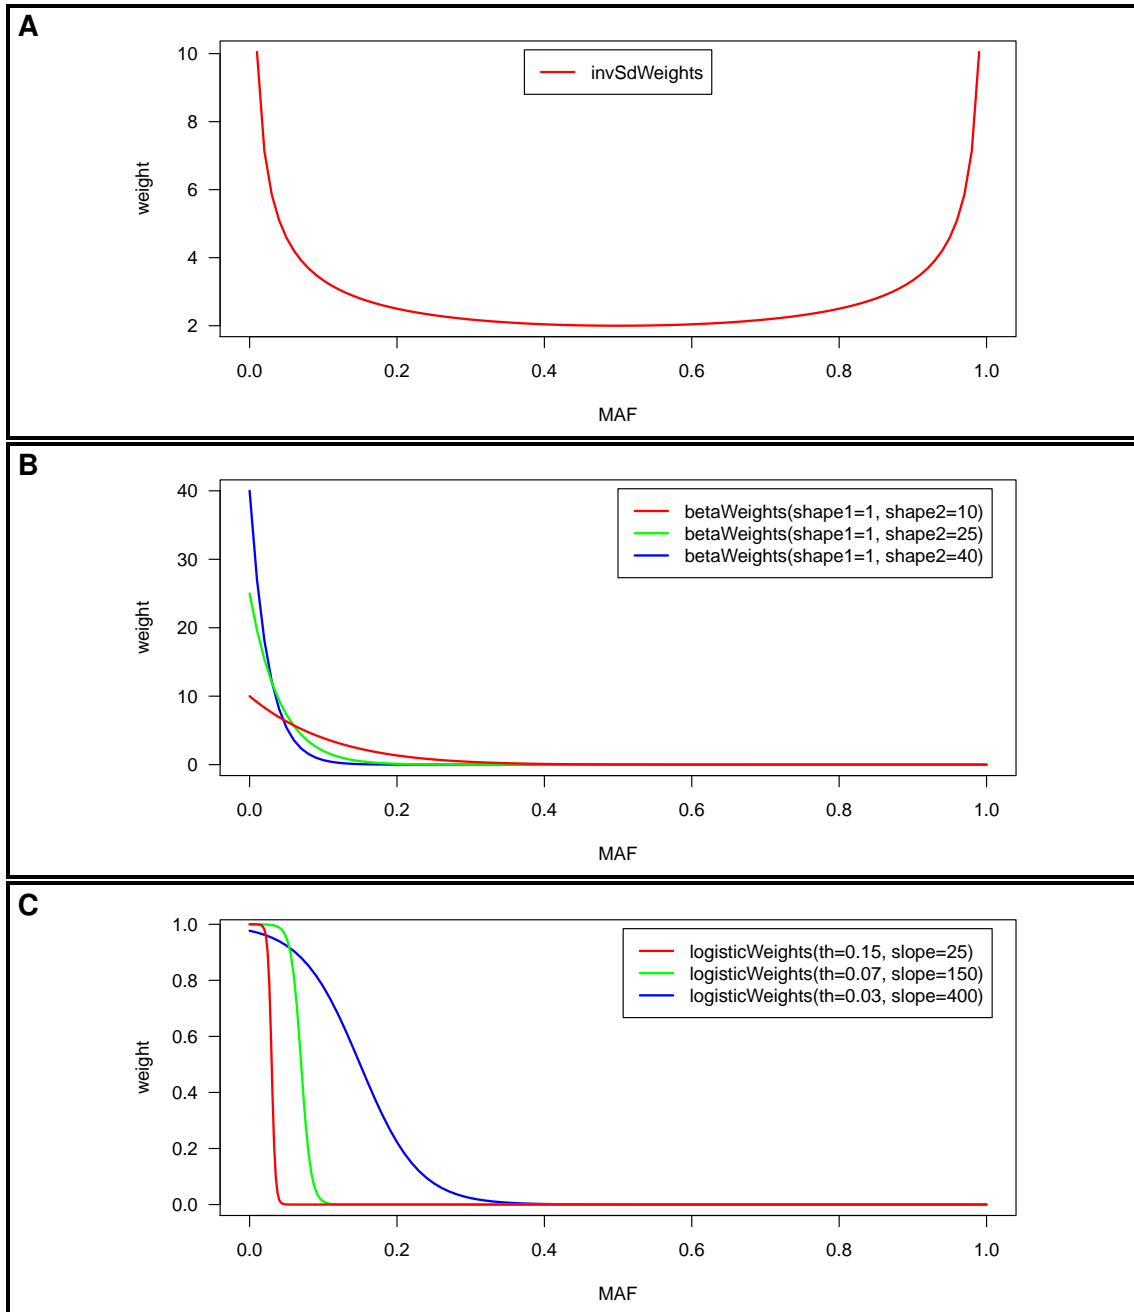 A
invSdWeights
10
8
6
4
2
weight
0.0 0.2 0.4 0.6 0.8 1.0
MAF
B
betaWeights(shape1=1, shape2=10)
betaWeights(shape1=1, shape2=25)
betaWeights(shape1=1, shape2=40)
40
30
20
10
0
weight
0.0 0.2 0.4 0.6 0.8 1.0
MAF
C
logisticWeights(th=0.15, slope=25)
logisticWeights(th=0.07, slope=150)
logisticWeights(th=0.03, slope=400)
1.0
0.8
0.6
0.4
0.2
0.0
weight
0.0 0.2 0.4 0.6 0.8 1.0
MAF